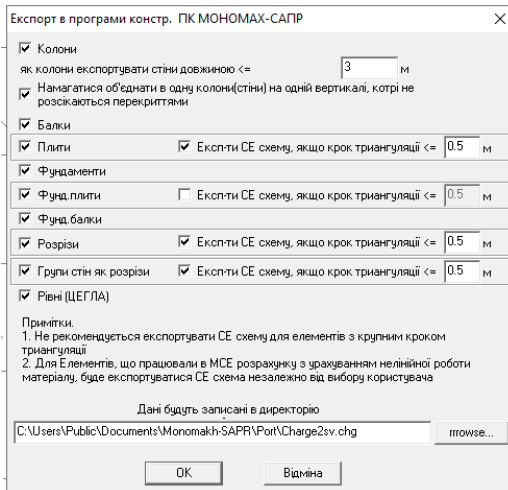 Експорт в програми констр. ПК МОНОМАХ-САПР
Колони
як колони експортувати стіни довжиною <= 3 м
Намагатися об'єднати в одну колони(стіни) на одній вертикалі, котрі не
розсікаються перекриттями
Балки
Плити Експ-ти СЕ схему, якщо крок триангуляції <= 0.5 м
Фундаменти
Фунд.плити Експ-ти СЕ схему, якщо крок триангуляції <= 0.5 м
Фунд.балки
Розрізи Експ-ти СЕ схему, якщо крок триангуляції <= 0.5 м
Групи стін як розрізи Експ-ти СЕ схему, якщо крок триангуляції <= 0.5 м
Рівні (ЦЕГЛА)
Примітки.
1. Не рекомендується експортувати СЕ схему для елементів з крупним кроком
триангуляції
2. Для Елементів, що працювали в МСЕ розрахунку з урахуванням нелінійної роботи
матеріалу, буде експортуватися СЕ схема незалежно від вибору користувача
Дані будуть записані в директорію
C:\Users\Public\Documents\Monomakh-SAPR\Port\Charge2sv.chg rrrowse...
OK Відміна